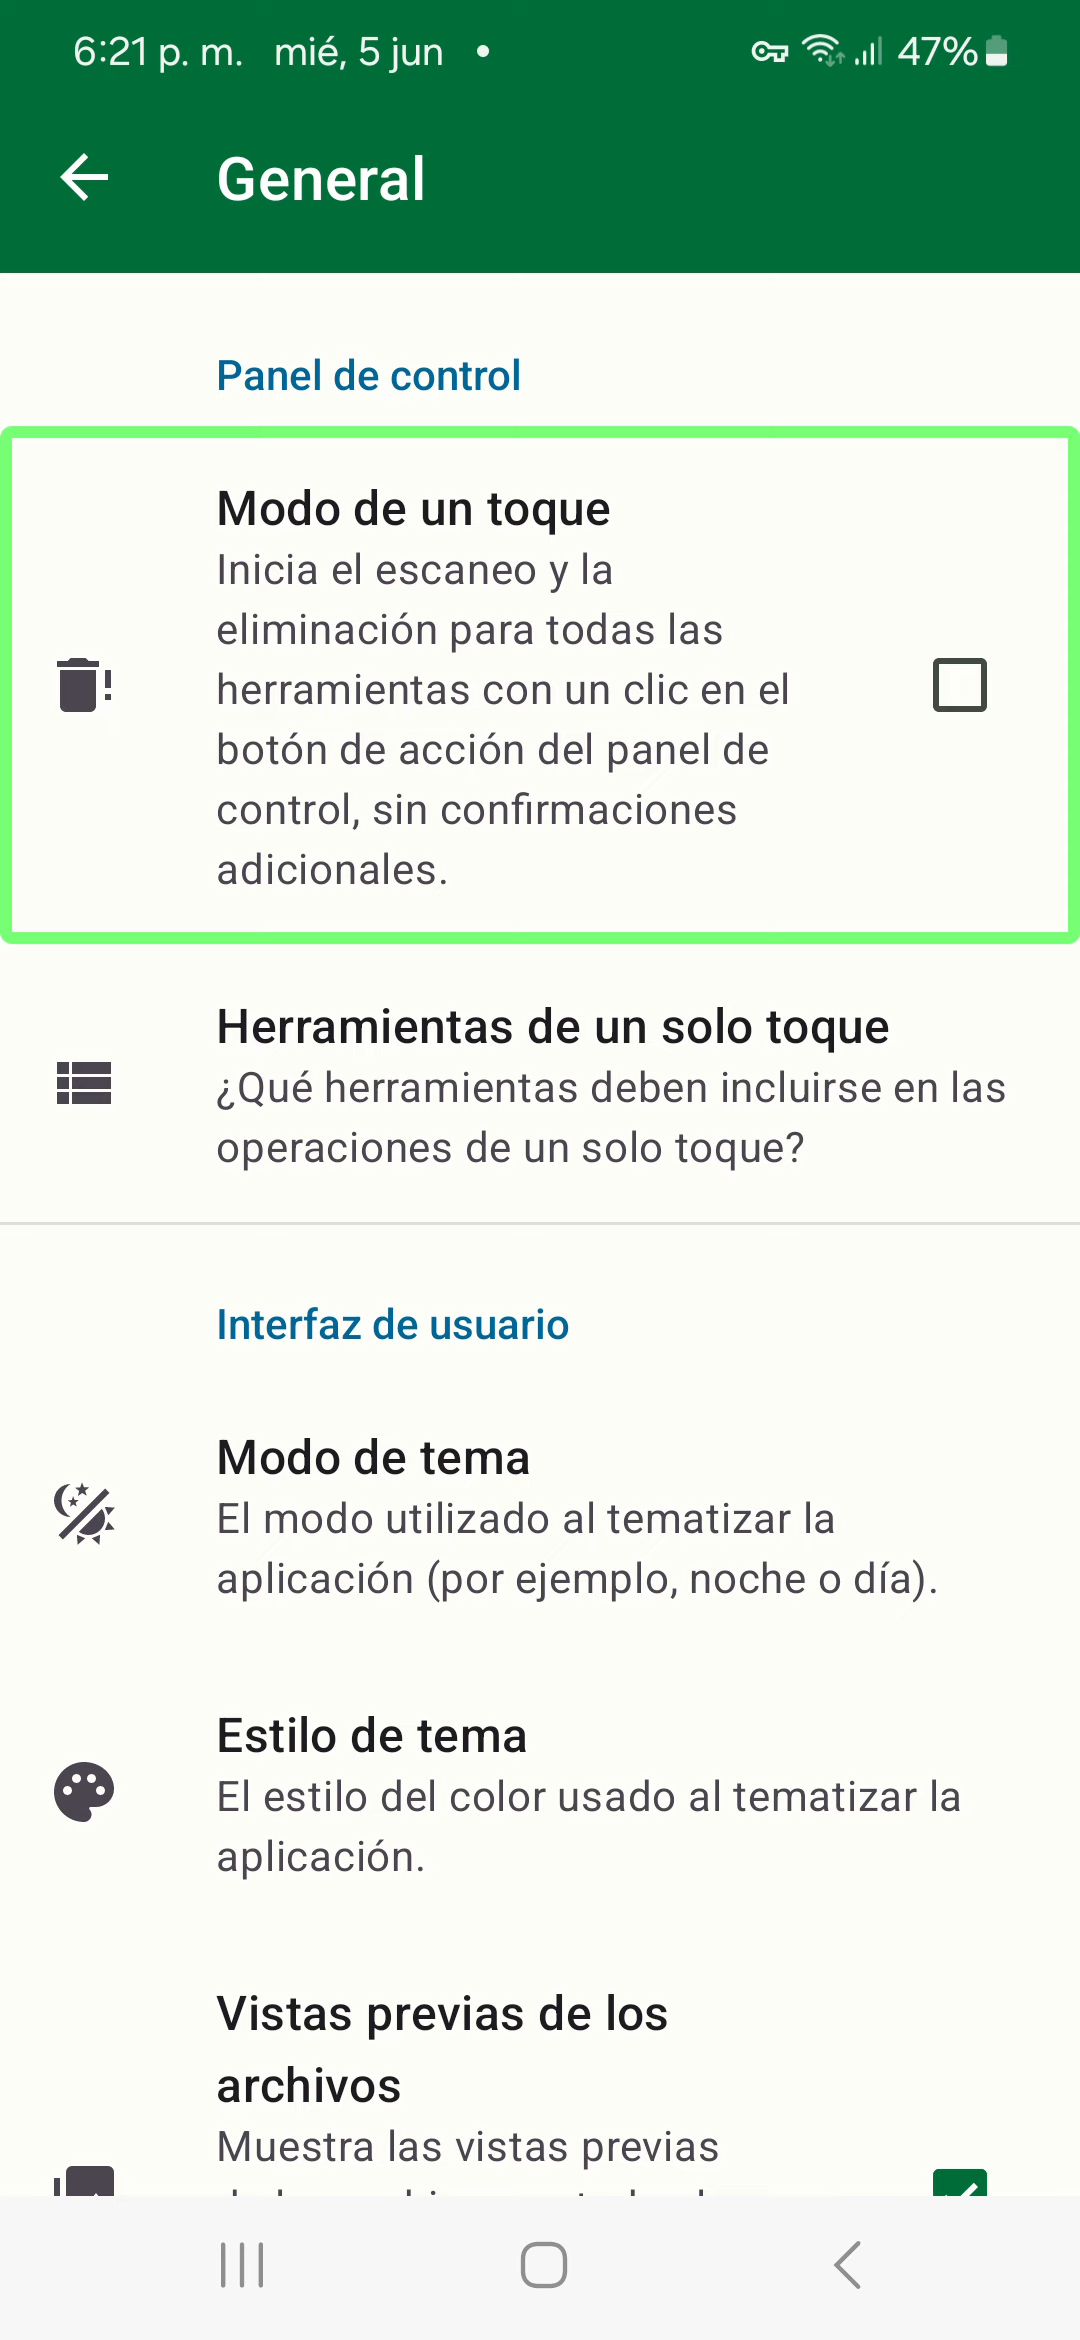 6:21 p. m. mié, 5 jun • 47%
General
Panel de control
Modo de un toque
Inicia el escaneo y la
eliminación para todas las
herramientas con un clic en el
botón de acción del panel de
control, sin confirmaciones
adicionales.
Herramientas de un solo toque
¿Qué herramientas deben incluirse en las
operaciones de un solo toque?
Interfaz de usuario
Modo de tema
El modo utilizado al tematizar la
aplicación (por ejemplo, noche o día).
Estilo de tema
El estilo del color usado al tematizar la
aplicación.
Vistas previas de los
archivos
Muestra las vistas previas